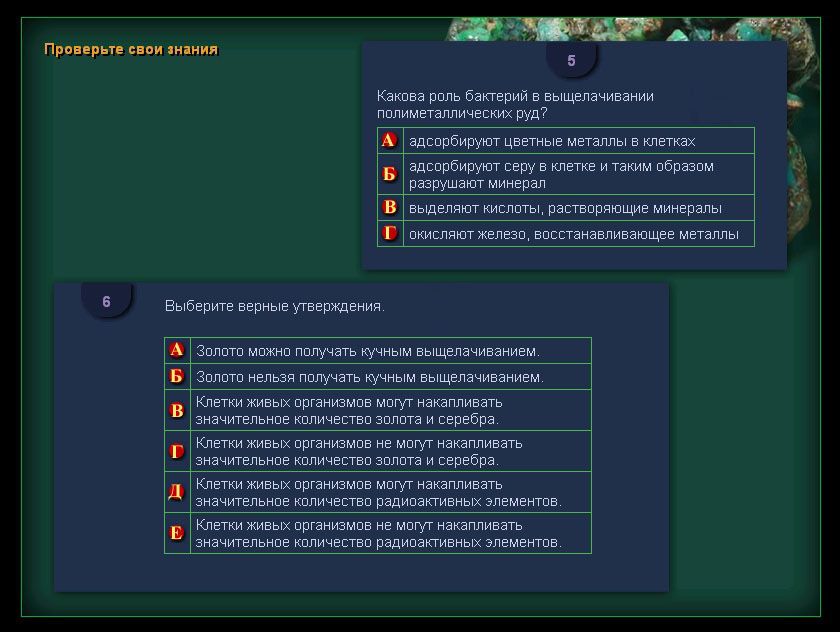 Проверьте свои знания
5
Какова роль бактерий в выщелачивании
полиметаллических руд?
А адсорбируют цветные металлы в клетках
Б адсорбируют серу в клетке и таким образом
разрушают минерал
В выделяют кислоты, растворяющие минералы
Г окисляют железо, восстанавливающее металлы
6
Выберите верные утверждения.
А Золото можно получать кучным выщелачиванием.
Б Золото нельзя получать кучным выщелачиванием.
В Клетки живых организмов могут накапливать
значительное количество золота и серебра.
Г Клетки живых организмов не могут накапливать
значительное количество золота и серебра.
Д Клетки живых организмов могут накапливать
значительное количество радиоактивных элементов.
Е Клетки живых организмов не могут накапливать
значительное количество радиоактивных элементов.